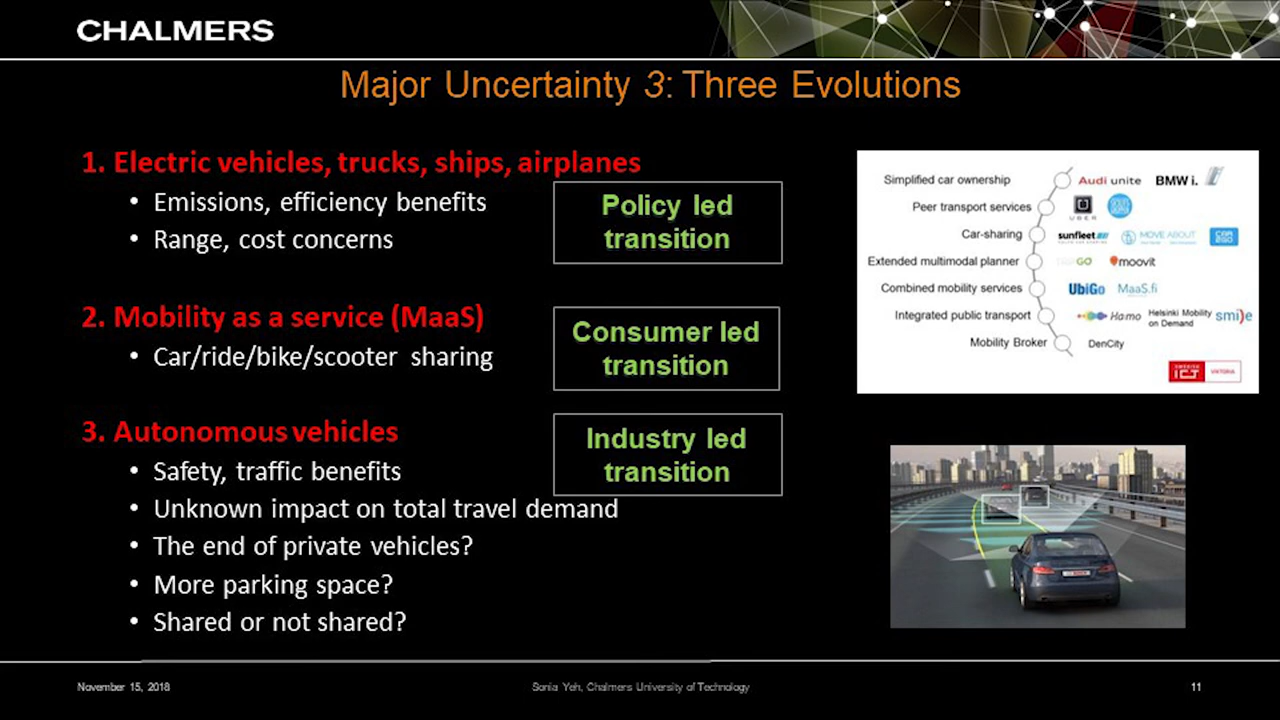 CHALMERS
Major Uncertainty 3: Three Evolutions
1. Electric vehicles, trucks, ships, airplanes
• Emissions, efficiency benefits
• Range, cost concerns
Policy led
transition
2. Mobility as a service (MaaS)
• Car/ride/bike/scooter sharing
Consumer led
transition
3. Autonomous vehicles
• Safety, traffic benefits
• Unknown impact on total travel demand
• The end of private vehicles?
• More parking space?
• Shared or not shared?
Industry led
transition
Simplified car ownership Audi unite BMW i.
Peer transport services UBER
Car-sharing sunfleet MOVE ABOUT CAR2GO
Extended multimodal planner GO moovit
Combined mobility services UbiGo MaaS.fi
Integrated public transport Hamo Helsinki Mobility on Demand smi)e
Mobility Broker DenCity
ICT VIKTORIA
November 15, 2018
Sonia Yeh, Chalmers University of Technology
11